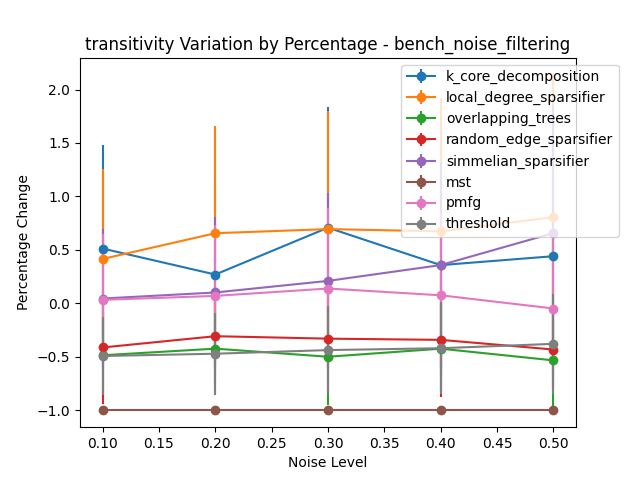 transitivity Variation by Percentage - bench_noise_filtering
k_core_decomposition
local_degree_sparsifier
overlapping_trees
random_edge_sparsifier
simmelian_sparsifier
mst
pmfg
threshold
Percentage Change
2.0
1.5
1.0
0.5
0.0
−0.5
−1.0
0.10 0.15 0.20 0.25 0.30 0.35 0.40 0.45 0.50
Noise Level